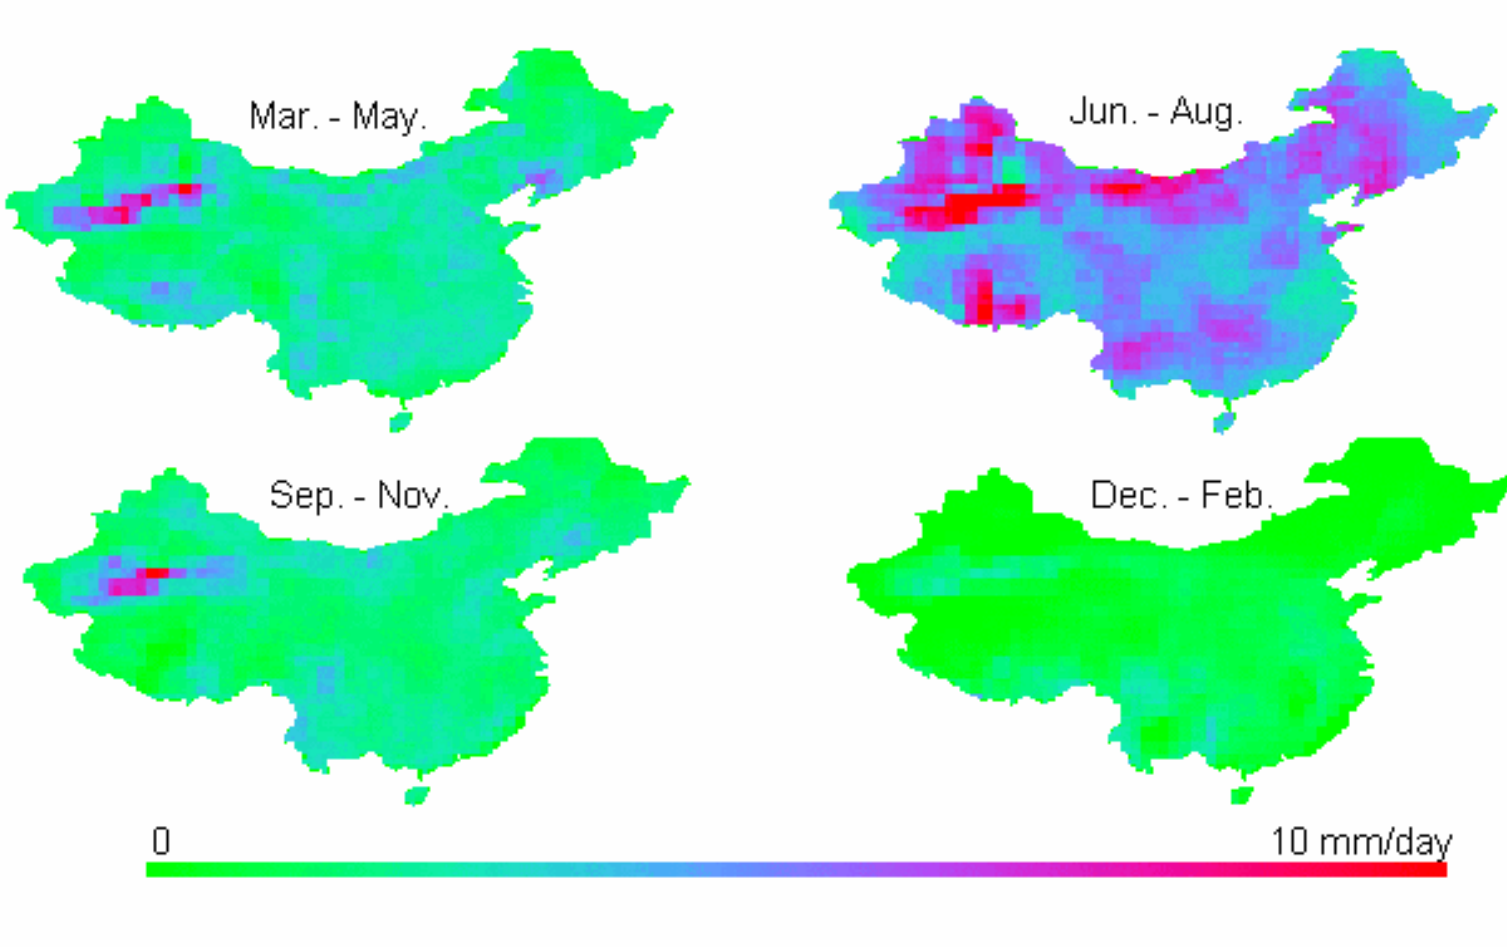 Mar. - May.
Jun. - Aug.
Sep. - Nov.
Dec. - Feb.
0
10 mm/day